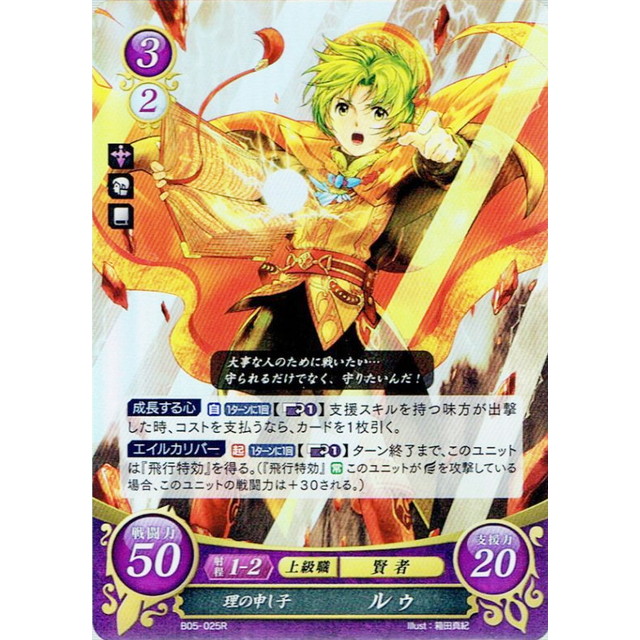 3
2
大事な人のために戦いたい…
守られるだけでなく、守りたいんだ！
成長する心 自 1ターンに1回【1】支援スキルを持つ味方が出撃
した時、コストを支払うなら、カードを1枚引く。
エイルカリバー 起 1ターンに1回【1】ターン終了まで、このユニット
は『飛行特効』を得る。(『飛行特効』 常 このユニットが を攻撃している
場合、このユニットの戦闘力は＋30される。)
戦闘力
50
射程 1-2 上級職 賢者
支援力
20
理の申し子 ルゥ
B05-025R Illust：箱田真紀